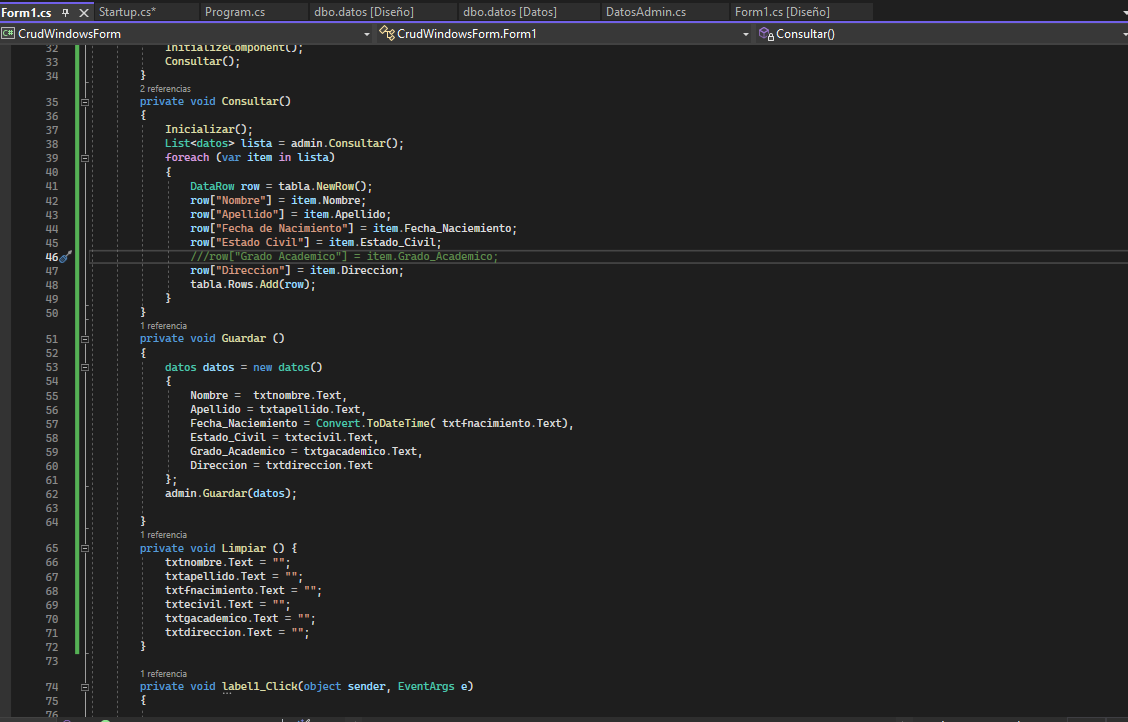 Form1.cs Startup.cs* Program.cs dbo.datos [Diseño] dbo.datos [Datos] DatosAdmin.cs Form1.cs [Diseño]
C# CrudWindowsForm CrudWindowsForm.Form1 Consultar()
32 InitializeComponent();
33 Consultar();
34 }
2 referencias
35 private void Consultar()
36 {
37 Inicializar();
38 List<datos> lista = admin.Consultar();
39 foreach (var item in lista)
40 {
41 DataRow row = tabla.NewRow();
42 row["Nombre"] = item.Nombre;
43 row["Apellido"] = item.Apellido;
44 row["Fecha de Nacimiento"] = item.Fecha_Naciemiento;
45 row["Estado Civil"] = item.Estado_Civil;
46 ///row["Grado Academico"] = item.Grado_Academico;
47 row["Direccion"] = item.Direccion;
48 tabla.Rows.Add(row);
49 }
50 }
1 referencia
51 private void Guardar ()
52 {
53 datos datos = new datos()
54 {
55 Nombre =  txtnombre.Text,
56 Apellido = txtapellido.Text,
57 Fecha_Naciemiento = Convert.ToDateTime( txtfnacimiento.Text),
58 Estado_Civil = txtecivil.Text,
59 Grado_Academico = txtgacademico.Text,
60 Direccion = txtdireccion.Text
61 };
62 admin.Guardar(datos);
63
64 }
1 referencia
65 private void Limpiar () {
66 txtnombre.Text = "";
67 txtapellido.Text = "";
68 txtfnacimiento.Text = "";
69 txtecivil.Text = "";
70 txtgacademico.Text = "";
71 txtdireccion.Text = "";
72 }
73
1 referencia
74 private void label1_Click(object sender, EventArgs e)
75 {
76